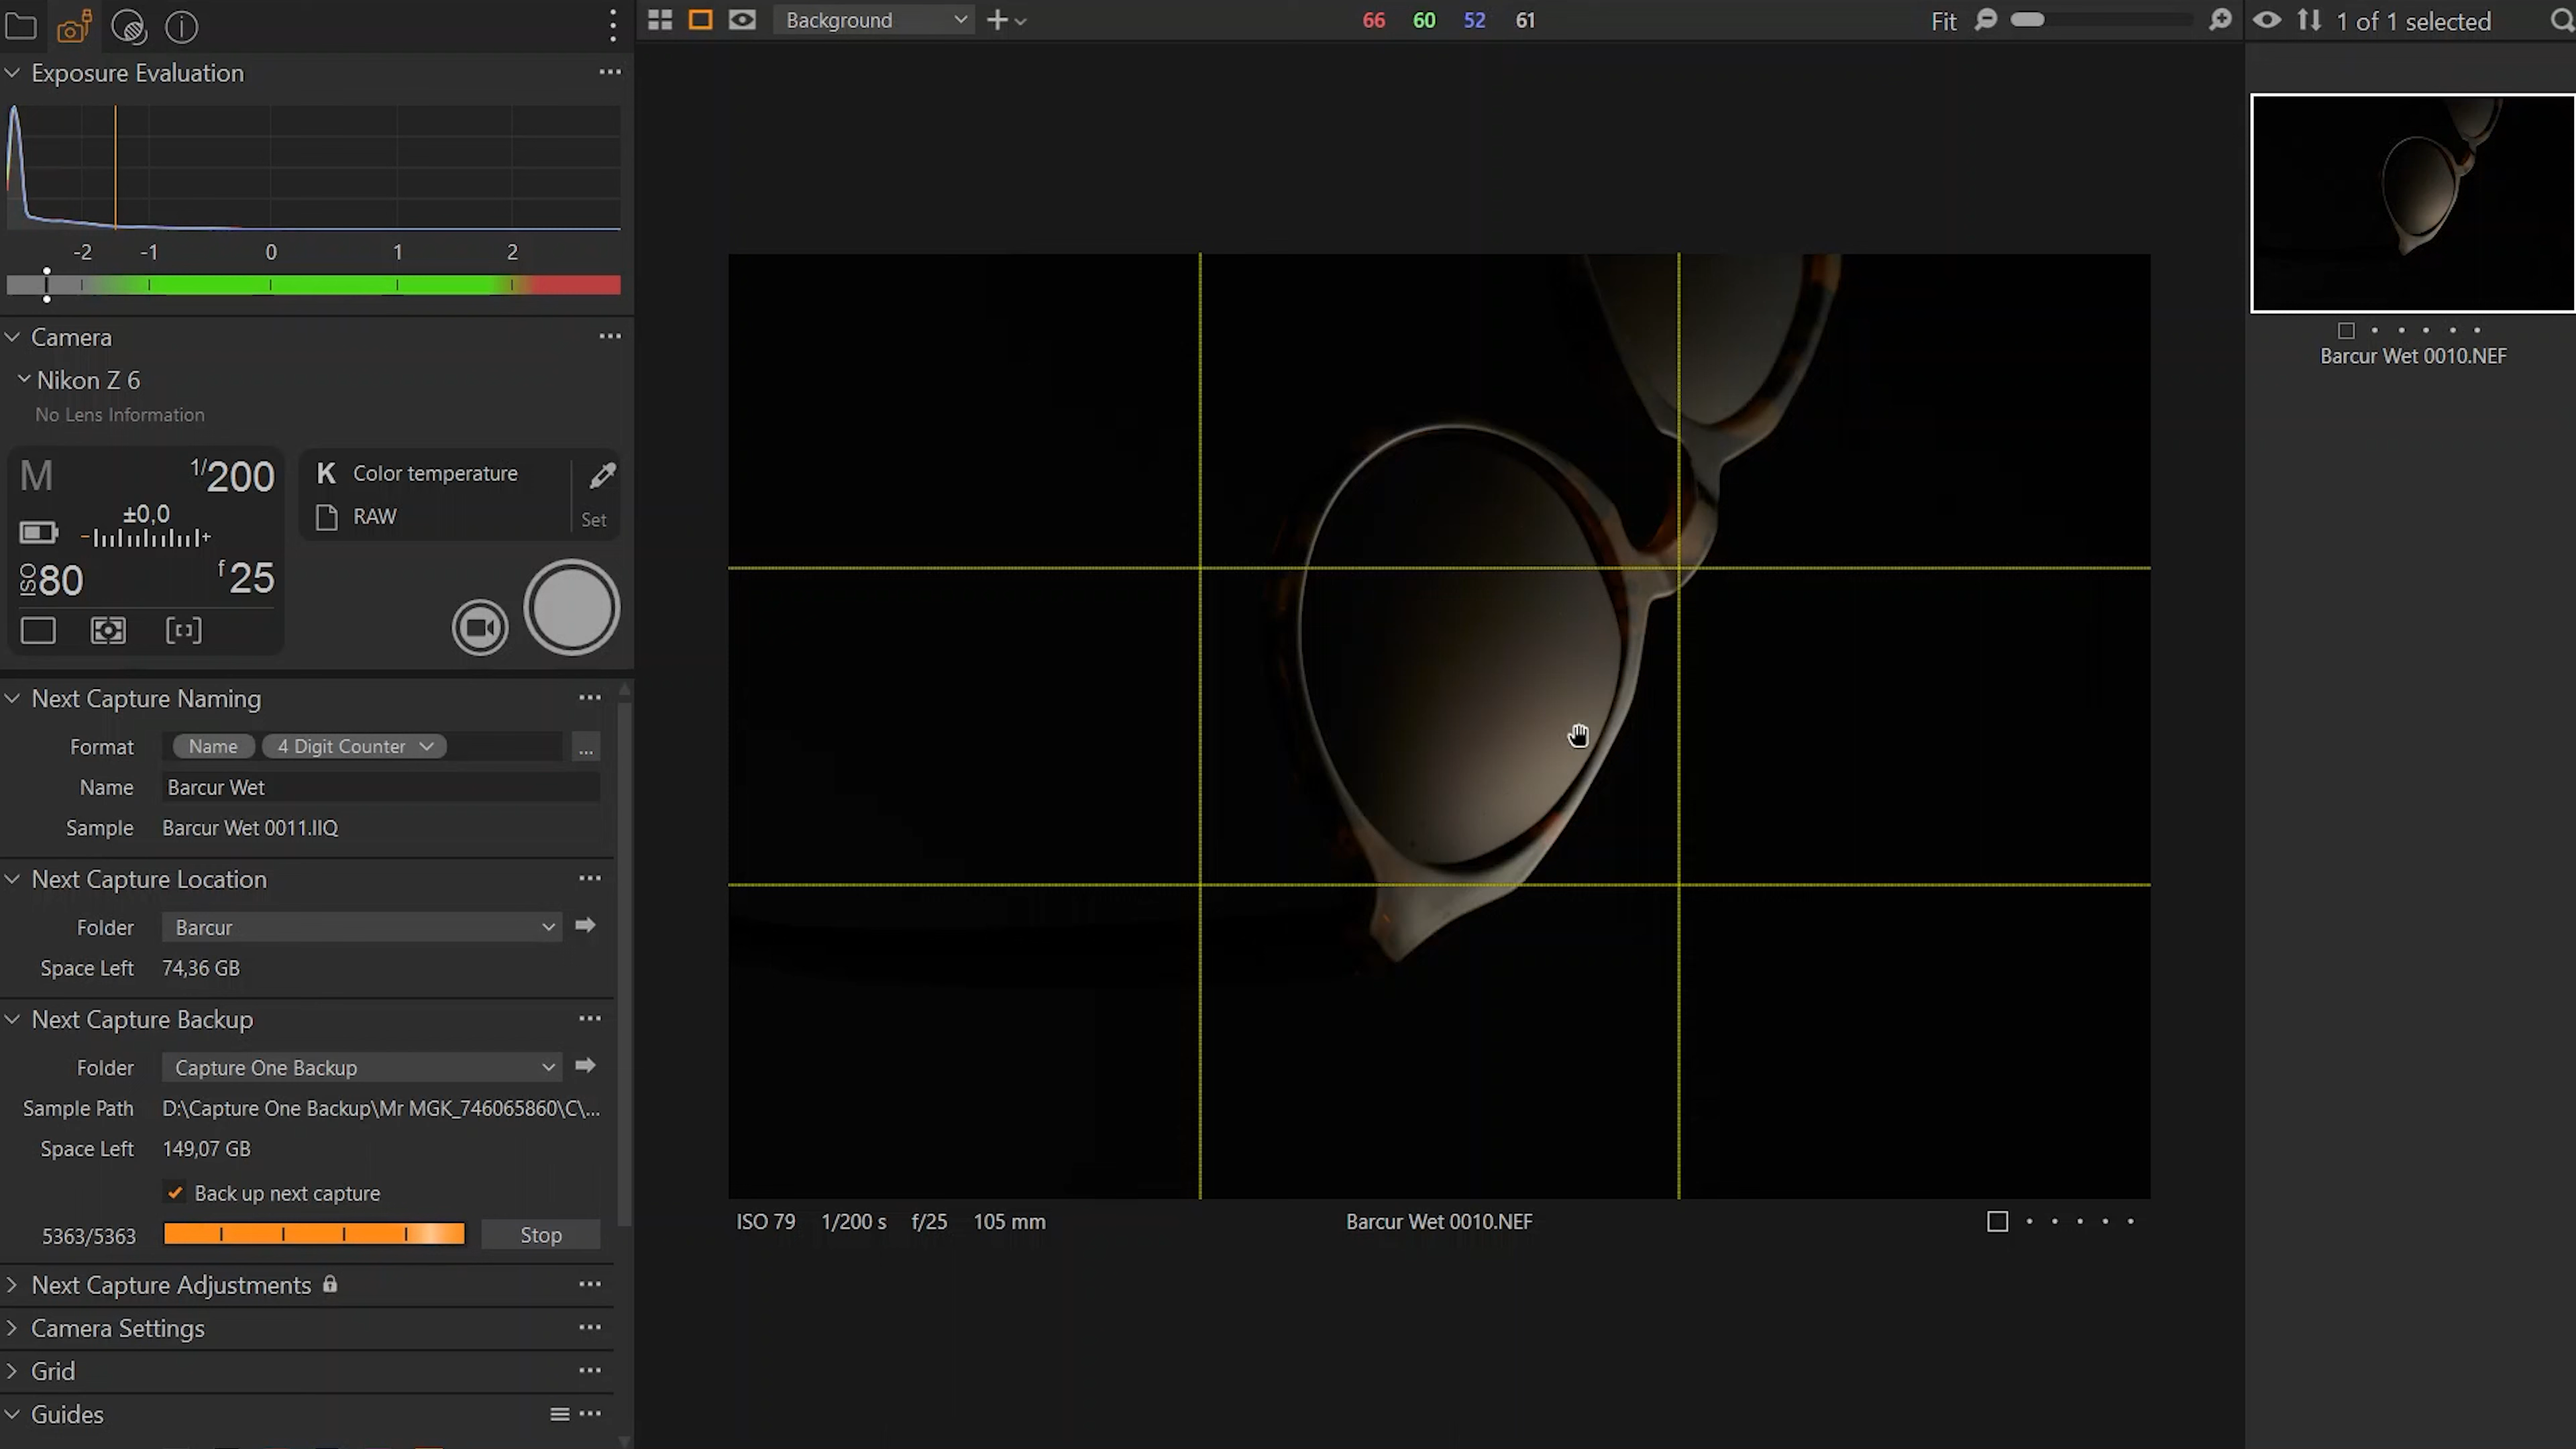 Background
66 60 52 61
Fit
1 of 1 selected
Exposure Evaluation
-2 -1 0 1 2
Camera
Nikon Z 6
No Lens Information
M 1/200
±0,0
- +
ISO 80 f 25
K Color temperature
RAW
Set
Next Capture Naming
Format Name 4 Digit Counter ...
Name Barcur Wet
Sample Barcur Wet 0011.IIQ
Next Capture Location
Folder Barcur
Space Left 74,36 GB
Next Capture Backup
Folder Capture One Backup
Sample Path D:\Capture One Backup\Mr MGK_746065860\C\...
Space Left 149,07 GB
Back up next capture
5363/5363 Stop
Next Capture Adjustments
Camera Settings
Grid
Guides
ISO 79 1/200 s f/25 105 mm
Barcur Wet 0010.NEF
Barcur Wet 0010.NEF